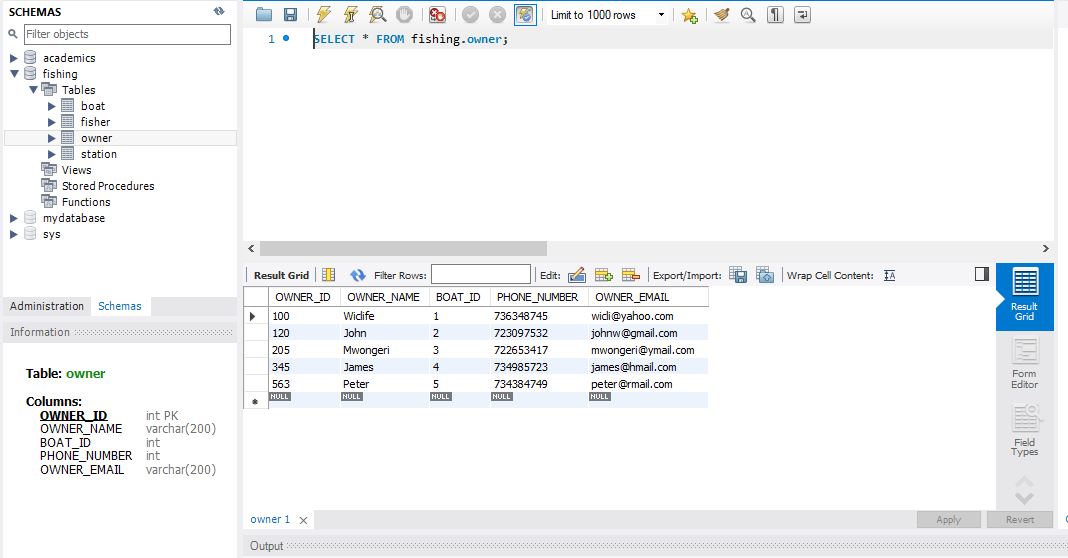 SCHEMAS
Filter objects
academics
fishing
Tables
boat
fisher
owner
station
Views
Stored Procedures
Functions
mydatabase
sys
Administration Schemas
Information
Table: owner
Columns:
OWNER_ID int PK
OWNER_NAME varchar(200)
BOAT_ID int
PHONE_NUMBER int
OWNER_EMAIL varchar(200)
Limit to 1000 rows
1 SELECT * FROM fishing.owner;
Result Grid Filter Rows: Edit: Export/Import: Wrap Cell Content:
OWNER_ID OWNER_NAME BOAT_ID PHONE_NUMBER OWNER_EMAIL
100 Wiclife 1 736348745 wicli@yahoo.com
120 John 2 723097532 johnw@gmail.com
205 Mwongeri 3 722653417 mwongeri@ymail.com
345 James 4 734985723 james@hmail.com
563 Peter 5 734384749 peter@rmail.com
NULL NULL NULL NULL NULL
Result
Grid
Form
Editor
Field
Types
owner 1
Apply Revert
Output